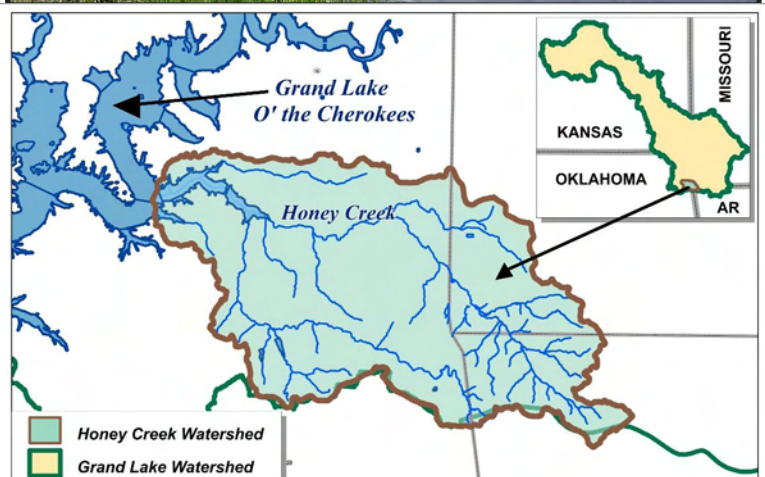 Grand Lake
O' the Cherokees
Honey Creek
MISSOURI
KANSAS
OKLAHOMA
AR
Honey Creek Watershed
Grand Lake Watershed